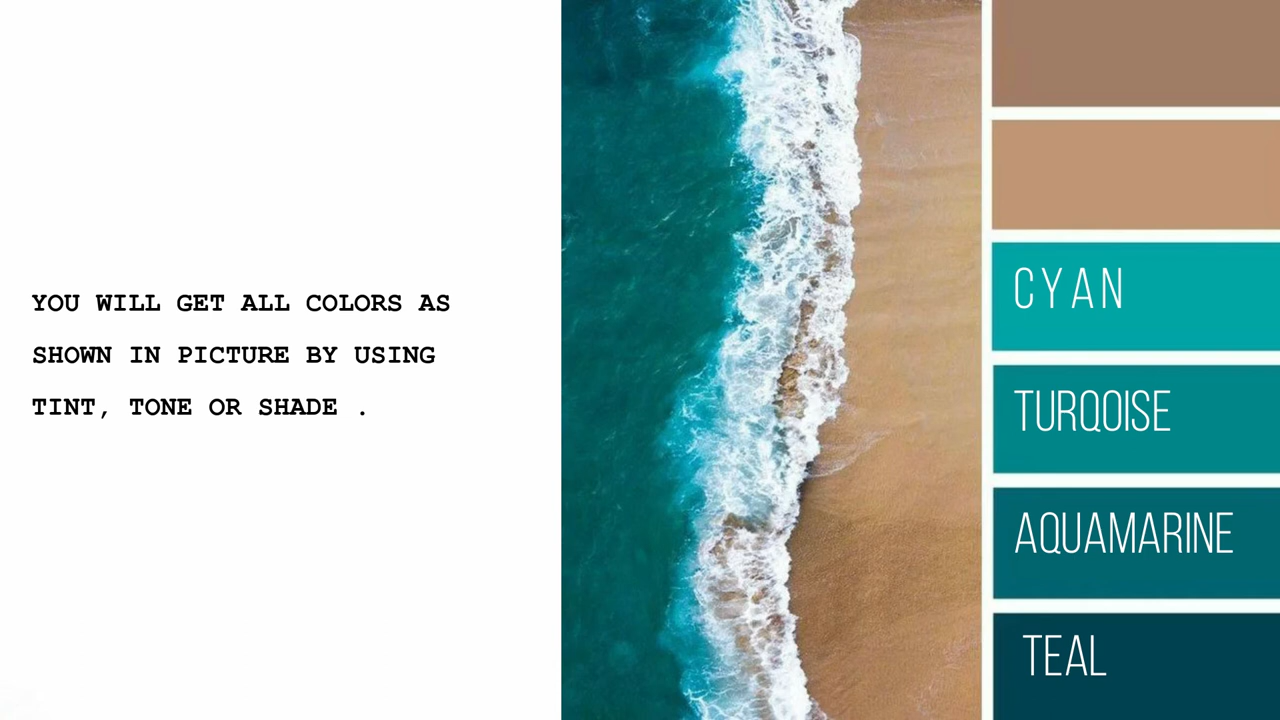 YOU WILL GET ALL COLORS AS
SHOWN IN PICTURE BY USING
TINT, TONE OR SHADE .
CYAN
TURQOISE
AQUAMARINE
TEAL